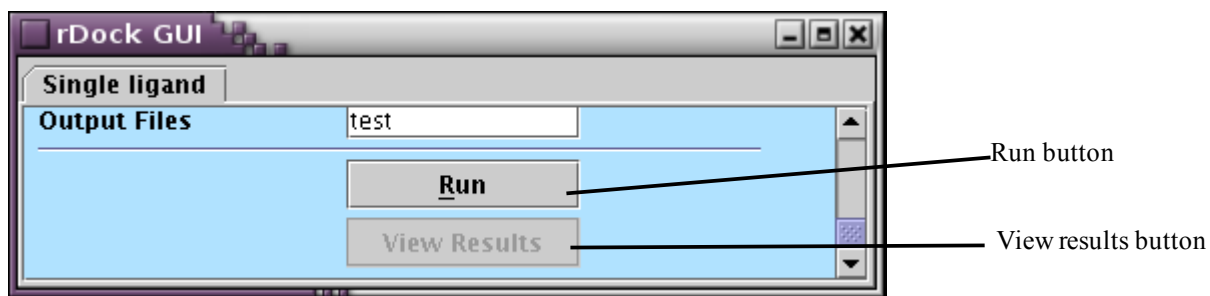 rDock GUI
Single ligand
Output Files test
Run
View Results
Run button
View results button